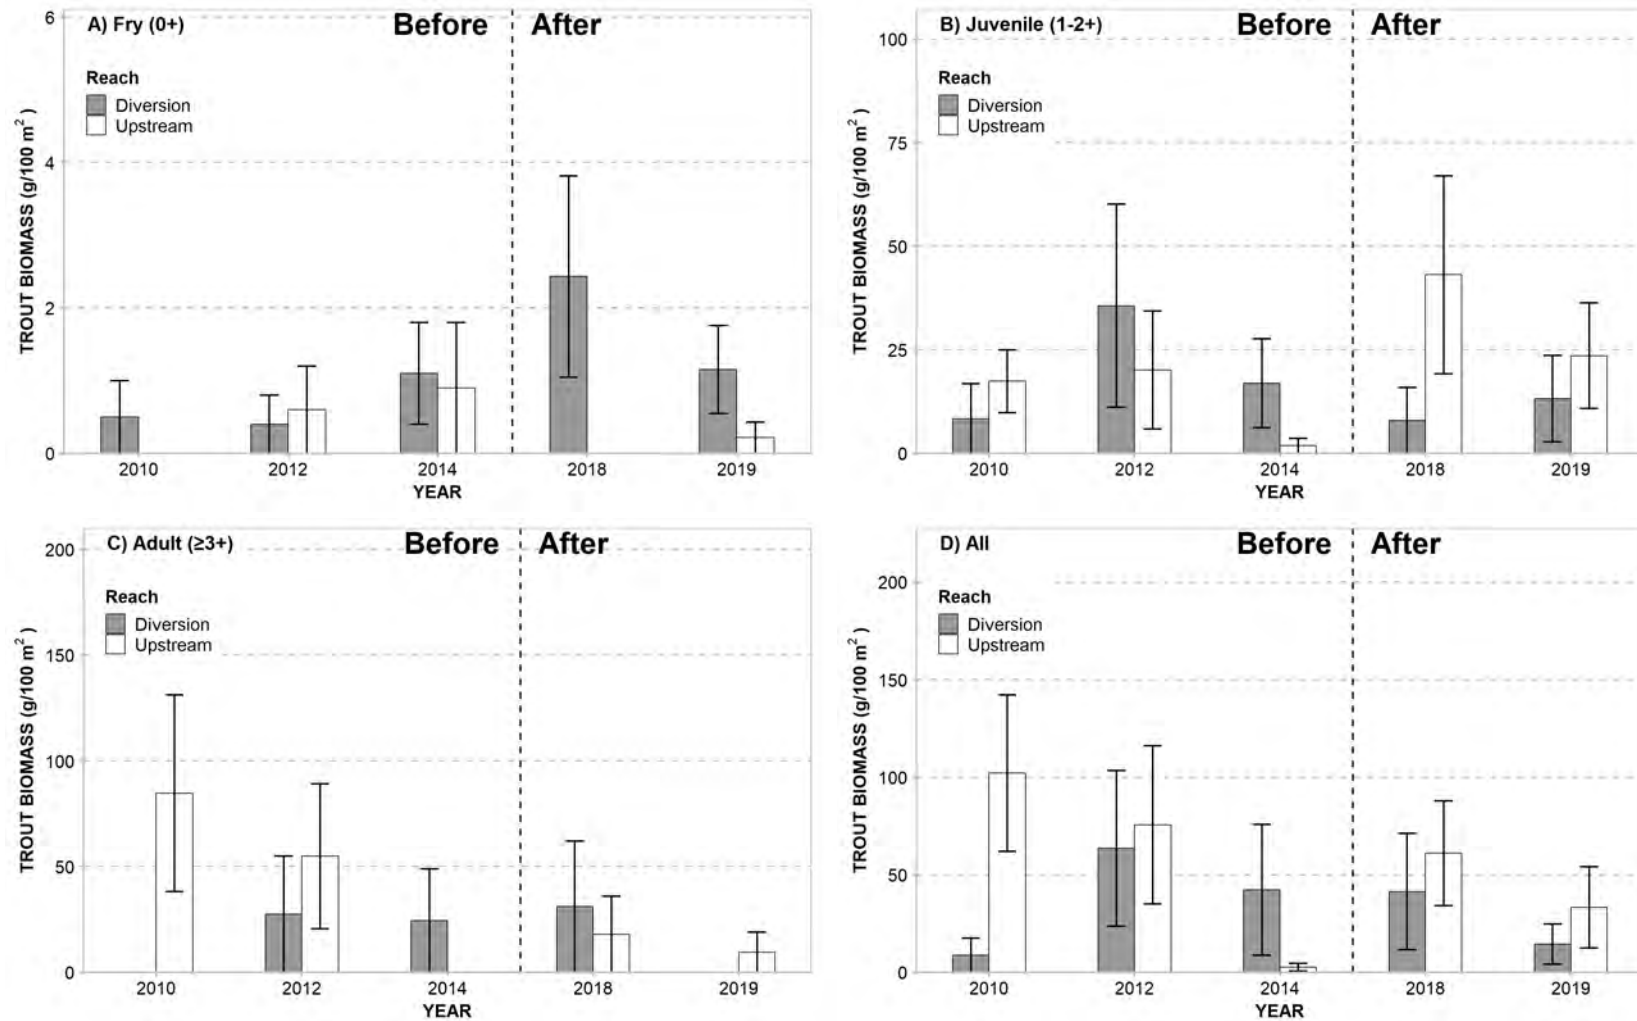 A) Fry (0+)
Before
After
Reach
Diversion
Upstream
TROUT BIOMASS (g/100 m²)
6
4
2
0
2010
2012
2014
2018
2019
YEAR
B) Juvenile (1-2+)
Before
After
Reach
Diversion
Upstream
TROUT BIOMASS (g/100 m²)
100
75
50
25
0
2010
2012
2014
2018
2019
YEAR
C) Adult (≥3+)
Before
After
Reach
Diversion
Upstream
TROUT BIOMASS (g/100 m²)
200
150
100
50
0
2010
2012
2014
2018
2019
YEAR
D) All
Before
After
Reach
Diversion
Upstream
TROUT BIOMASS (g/100 m²)
200
150
100
50
0
2010
2012
2014
2018
2019
YEAR